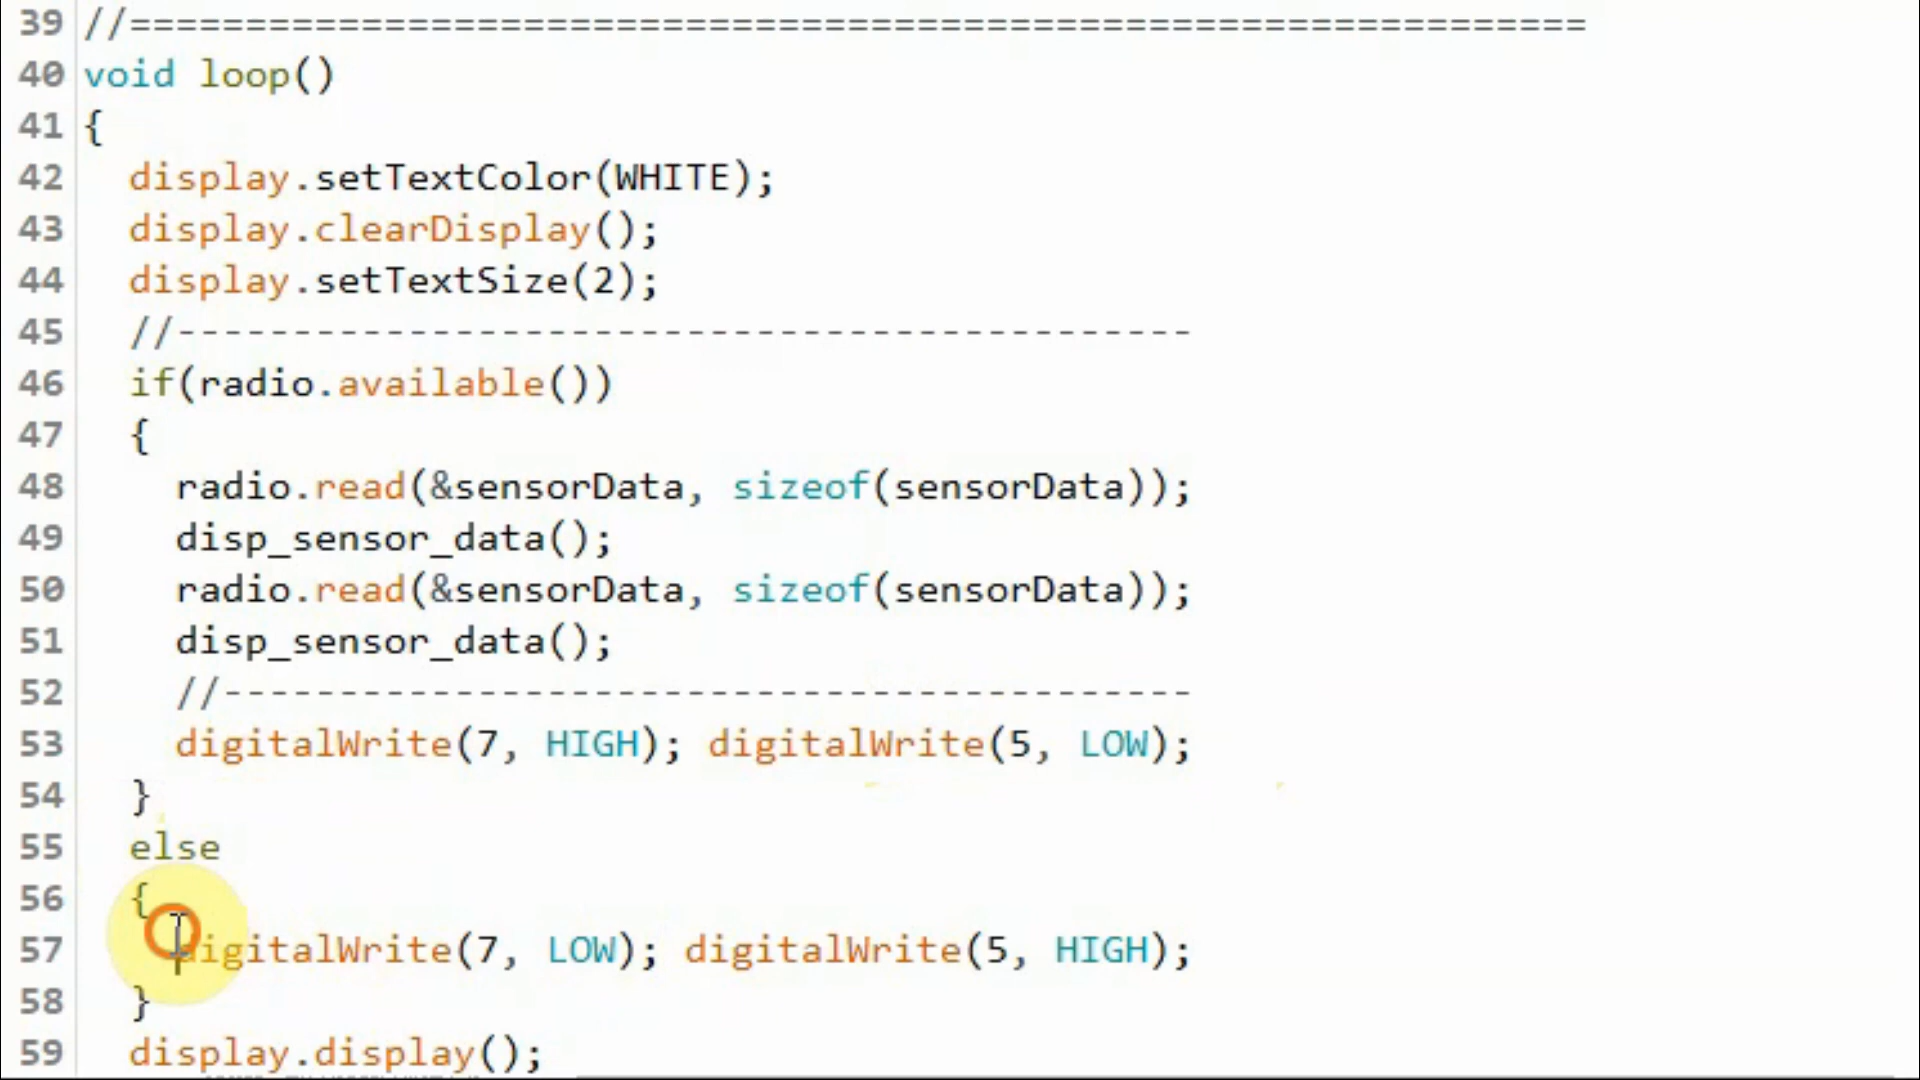 39 //===============================================================
40 void loop()
41 {
42 display.setTextColor(WHITE);
43 display.clearDisplay();
44 display.setTextSize(2);
45 //--------------------------------------------
46 if(radio.available())
47 {
48 radio.read(&sensorData, sizeof(sensorData));
49 disp_sensor_data();
50 radio.read(&sensorData, sizeof(sensorData));
51 disp_sensor_data();
52 //------------------------------------------
53 digitalWrite(7, HIGH); digitalWrite(5, LOW);
54 }
55 else
56 {
57 digitalWrite(7, LOW); digitalWrite(5, HIGH);
58 }
59 display.display();